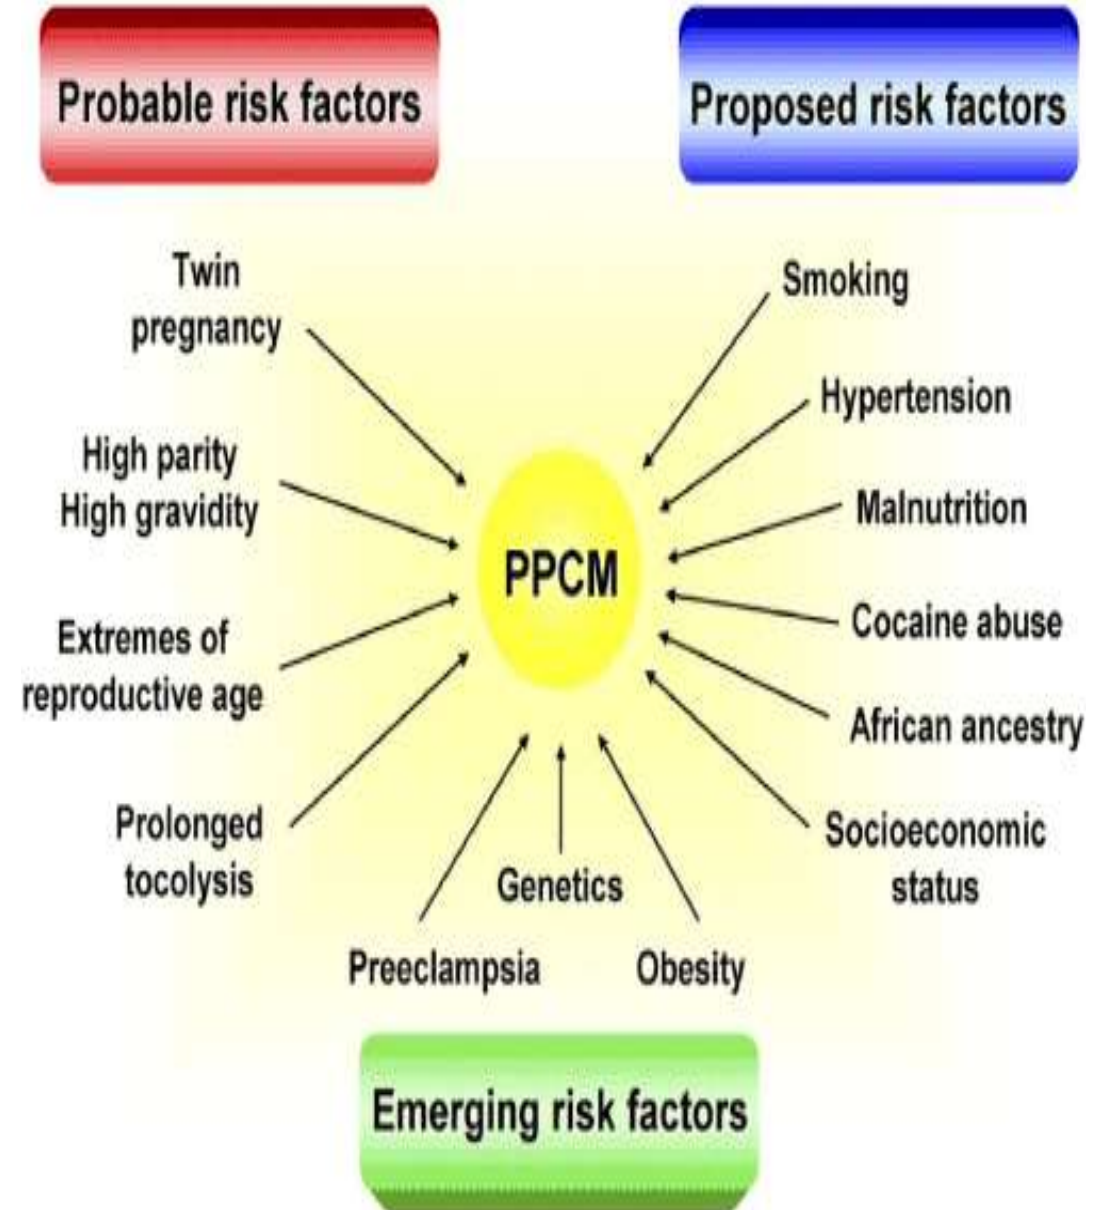 Probable risk factors
Proposed risk factors
Twin
pregnancy
High parity
High gravidity
Extremes of
reproductive age
Prolonged
tocolysis
PPCM
Smoking
Hypertension
Malnutrition
Cocaine abuse
African ancestry
Socioeconomic
status
Genetics
Preeclampsia
Obesity
Emerging risk factors